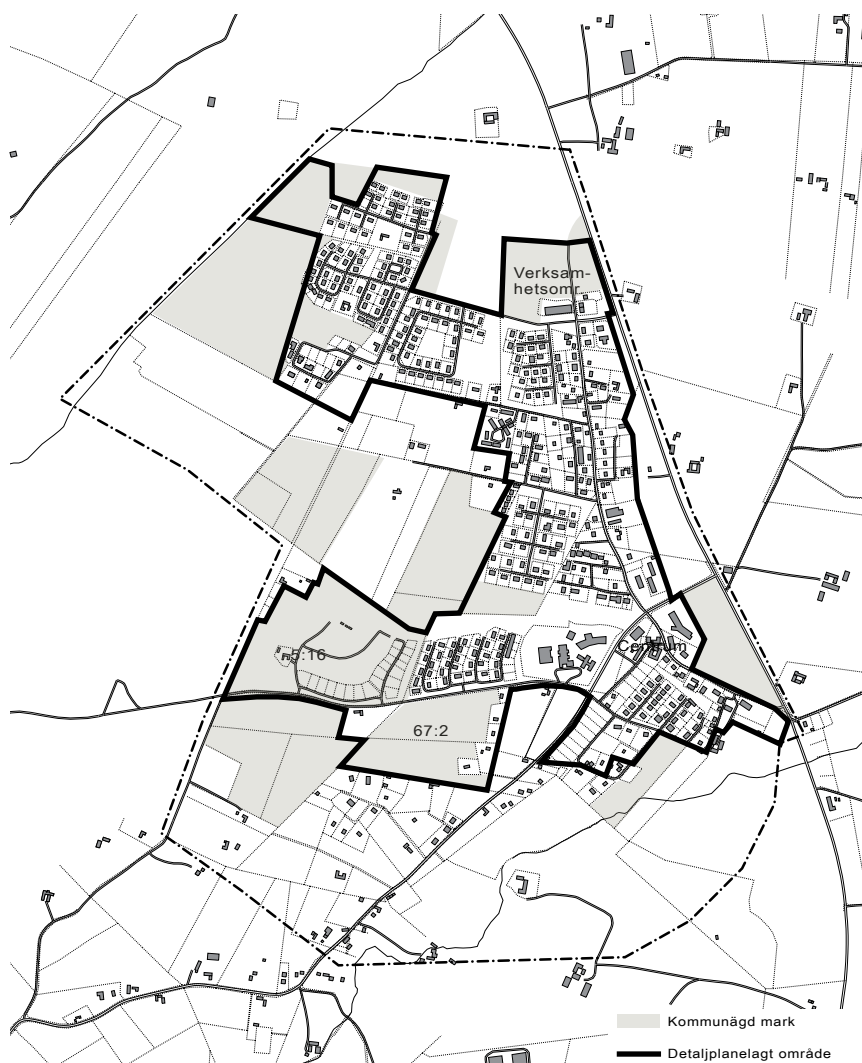 Verksam-
hetsomr.
5:16
Centrum
67:2
Kommunägd mark
Detaljplanelagt område